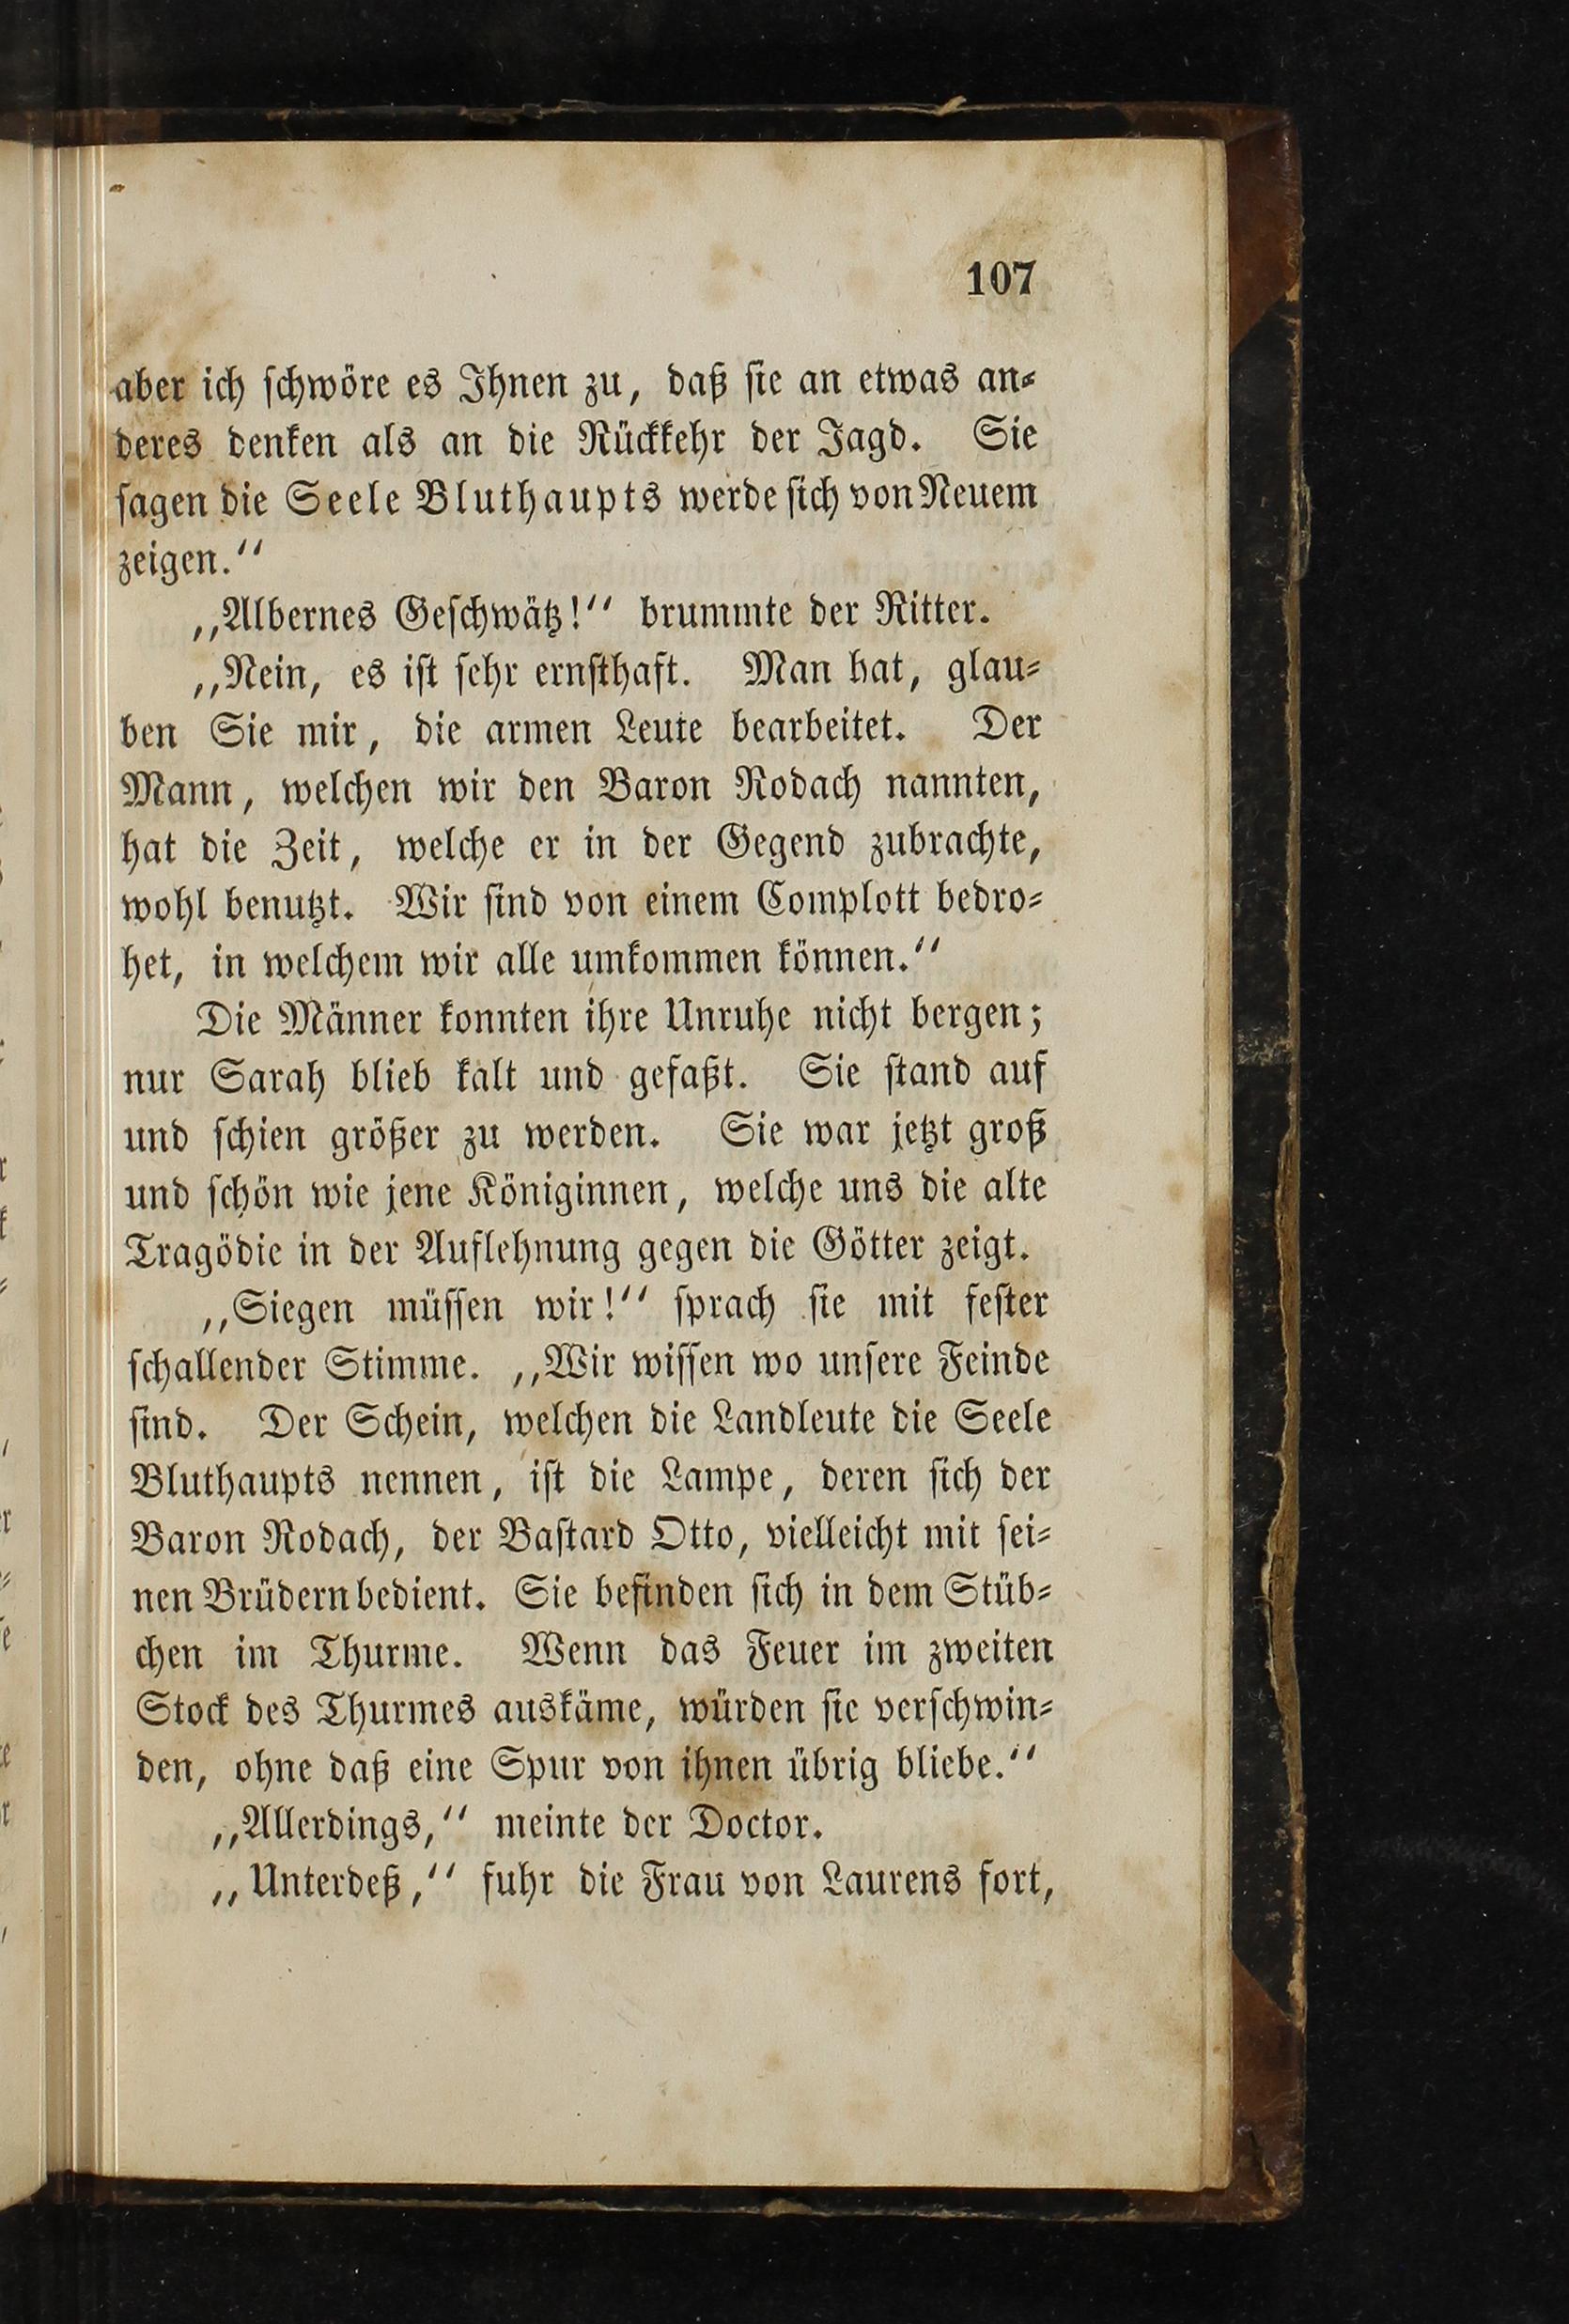 107
aber ich schwöre es Ihnen zu, daß sie an etwas an-
deres denken als an die Rückkehr der Jagd. Sie
sagen die Seele Bluthaupts werde sich von Neuem
zeigen.“
„Albernes Geschwätz!“ brummte der Ritter.
„Nein, es ist sehr ernsthaft. Man hat, glau-
ben Sie mir, die armen Leute bearbeitet. Der
Mann, welchen wir den Baron Rodach nannten,
hat die Zeit, welche er in der Gegend zubrachte,
wohl benutzt. Wir sind von einem Complott bedro-
het, in welchem wir alle umkommen können.“
Die Männer konnten ihre Unruhe nicht bergen;
nur Sarah blieb kalt und gefaßt. Sie stand auf
und schien größer zu werden. Sie war jetzt groß
und schön wie jene Königinnen, welche uns die alte
Tragödie in der Auflehnung gegen die Götter zeigt.
„Siegen müssen wir!“ sprach sie mit fester
schallender Stimme. „Wir wissen wo unsere Feinde
sind. Der Schein, welchen die Landleute die Seele
Bluthaupts nennen, ist die Lampe, deren sich der
Baron Rodach, der Bastard Otto, vielleicht mit sei-
nen Brüdern bedient. Sie befinden sich in dem Stüb-
chen im Thurme. Wenn das Feuer im zweiten
Stock des Thurmes auskäme, würden sie verschwin-
den, ohne daß eine Spur von ihnen übrig bliebe.“
„Allerdings,“ meinte der Doctor.
„Unterdeß,“ fuhr die Frau von Laurens fort,